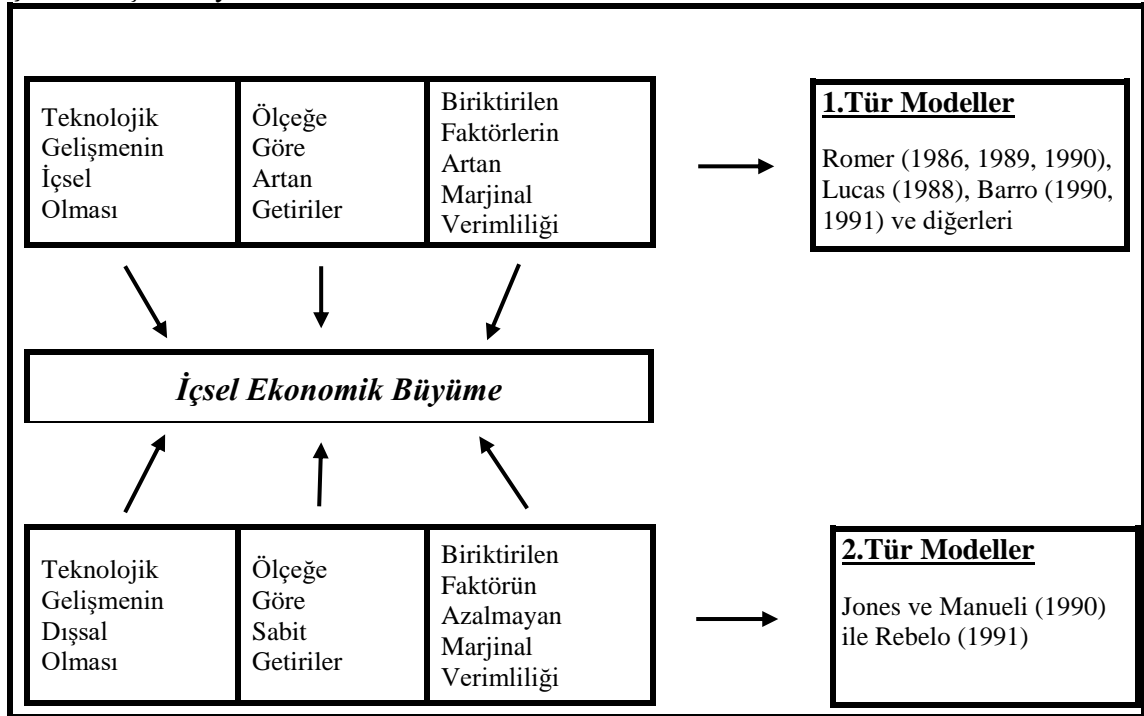 Teknolojik
Gelişmenin
İçsel
Olması
Ölçeğe
Göre
Artan
Getiriler
Biriktirilen
Faktörlerin
Artan
Marjinal
Verimliliği
1.Tür Modeller
Romer (1986, 1989, 1990),
Lucas (1988), Barro (1990,
1991) ve diğerleri
İçsel Ekonomik Büyüme
Teknolojik
Gelişmenin
Dışsal
Olması
Ölçeğe
Göre
Sabit
Getiriler
Biriktirilen
Faktörün
Azalmayan
Marjinal
Verimliliği
2.Tür Modeller
Jones ve Manueli (1990)
ile Rebelo (1991)